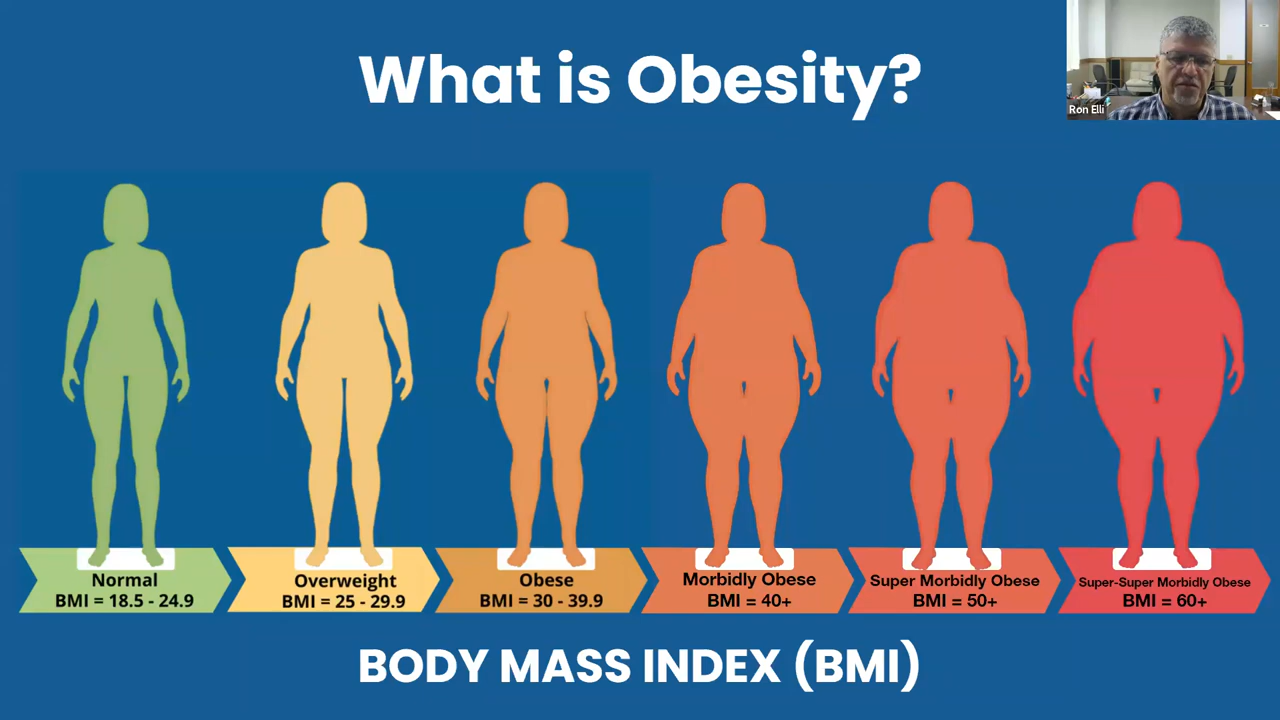 What is Obesity?
Ron Elli
Normal
BMI = 18.5 - 24.9
Overweight
BMI = 25 - 29.9
Obese
BMI = 30 - 39.9
Morbidly Obese
BMI = 40+
Super Morbidly Obese
BMI = 50+
Super-Super Morbidly Obese
BMI = 60+
BODY MASS INDEX (BMI)